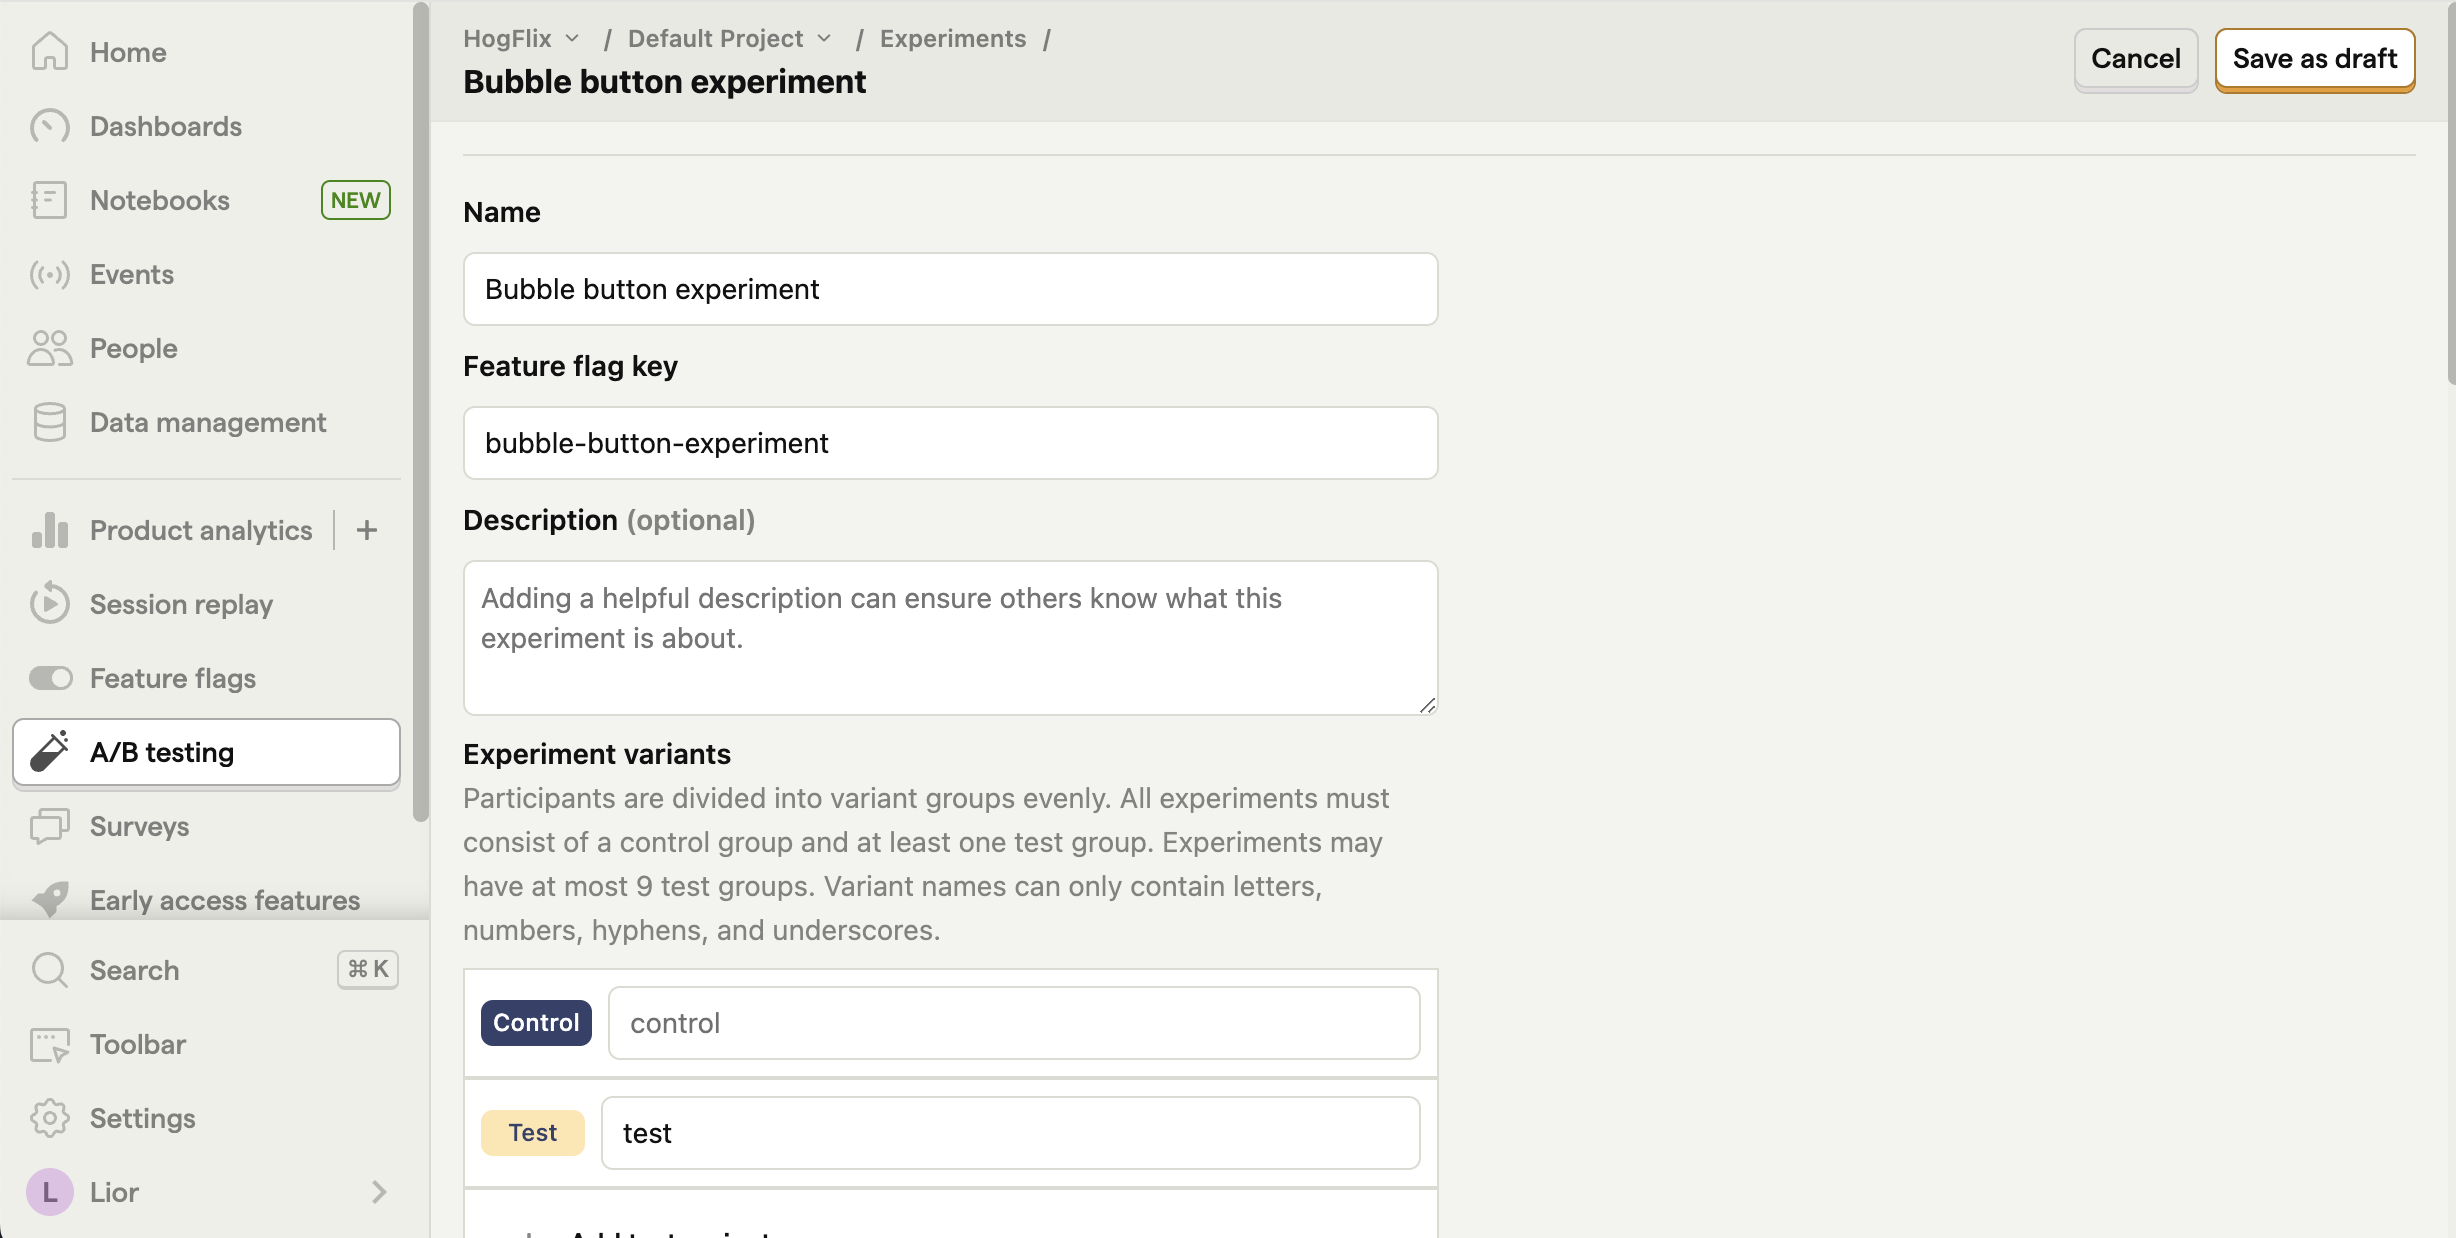 Home
Dashboards
Notebooks NEW
Events
People
Data management
Product analytics +
Session replay
Feature flags
A/B testing
Surveys
Early access features
Search ⌘ K
Toolbar
Settings
L Lior
HogFlix / Default Project / Experiments /
Bubble button experiment
Cancel Save as draft
Name
Bubble button experiment
Feature flag key
bubble-button-experiment
Description (optional)
Adding a helpful description can ensure others know what this
experiment is about.
Experiment variants
Participants are divided into variant groups evenly. All experiments must
consist of a control group and at least one test group. Experiments may
have at most 9 test groups. Variant names can only contain letters,
numbers, hyphens, and underscores.
Control control
Test test